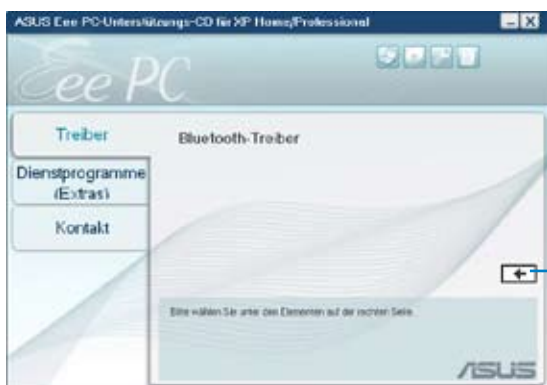 ASUS Eee PC-Unterstützungs-CD für XP Home/Professional
Eee PC
Treiber
Bluetooth-Treiber
Dienstprogramme
(Extras)
Kontakt
Bitte wählen Sie unter den Elementen auf der rechten Seite.
ASUS